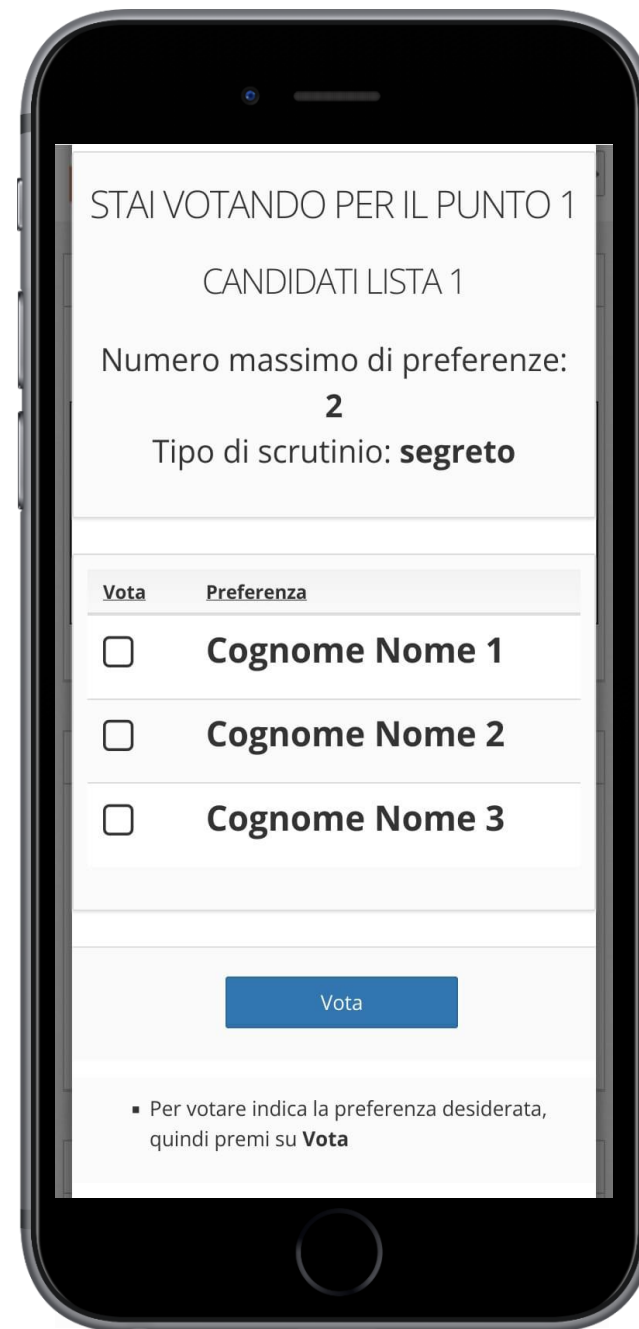 STAI VOTANDO PER IL PUNTO 1
CANDIDATI LISTA 1
Numero massimo di preferenze:
2
Tipo di scrutinio: segreto
Vota Preferenza
Cognome Nome 1
Cognome Nome 2
Cognome Nome 3
Vota
▪ Per votare indica la preferenza desiderata,
quindi premi su Vota